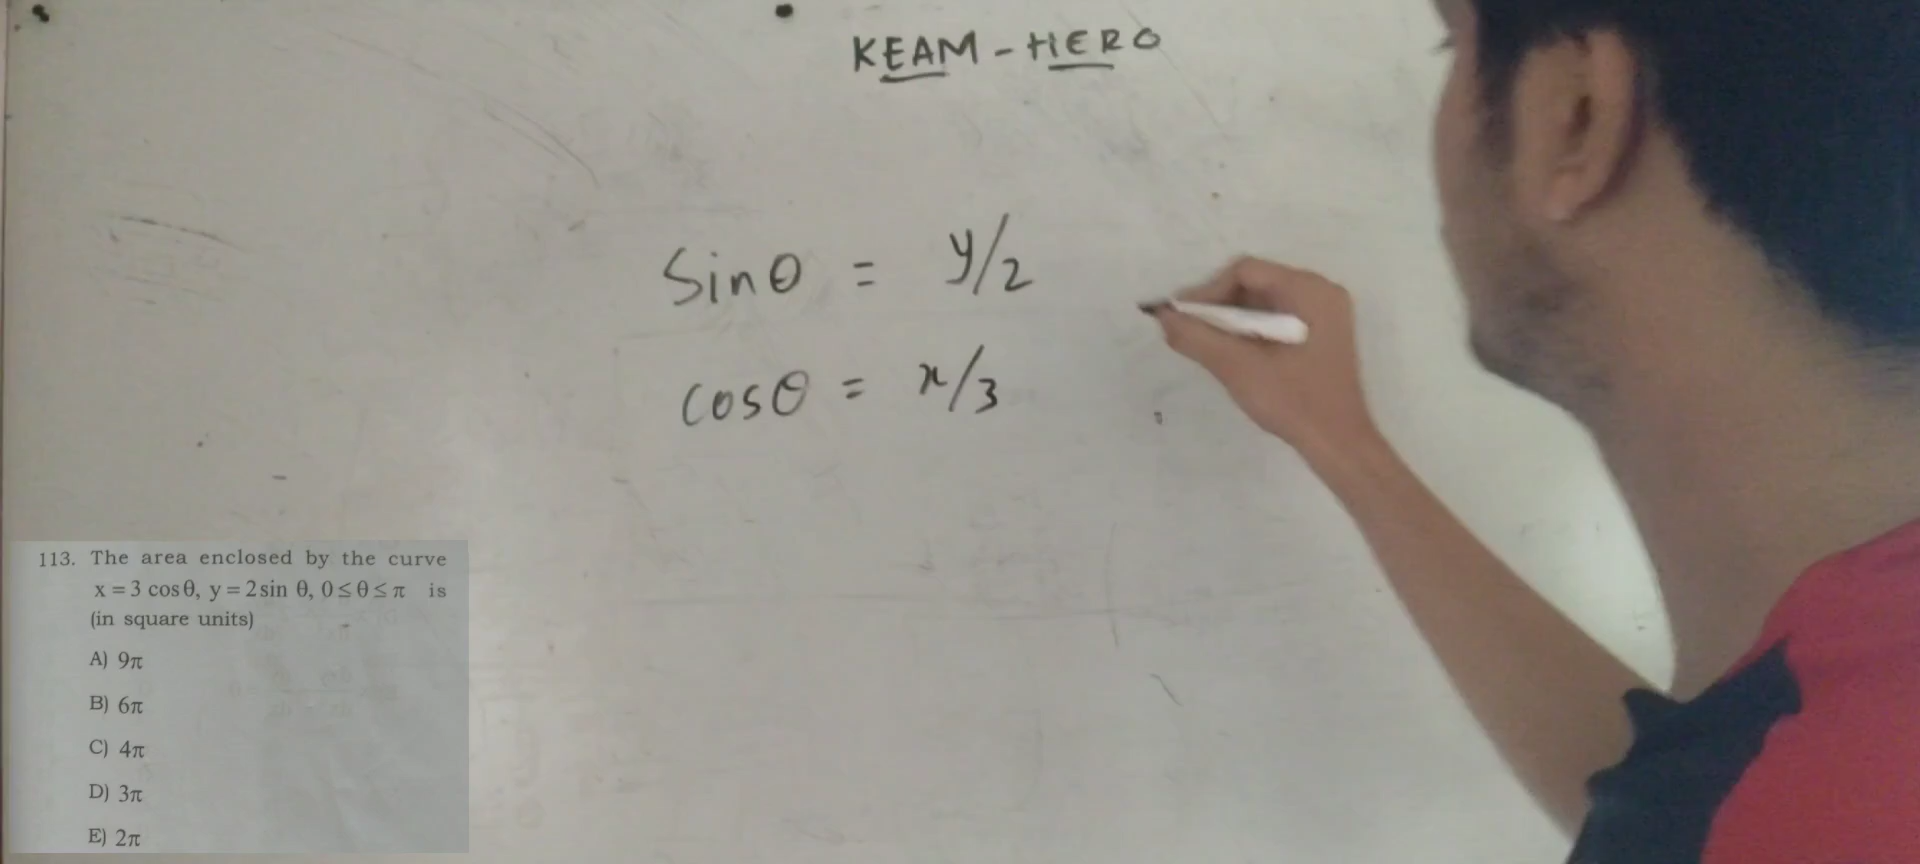 KEAM - HERO
Sinθ = y/2
cosθ = x/3
113. The area enclosed by the curve
x = 3 cosθ, y = 2 sin θ, 0 ≤ θ ≤ π is
(in square units)
A) 9π
B) 6π
C) 4π
D) 3π
E) 2π